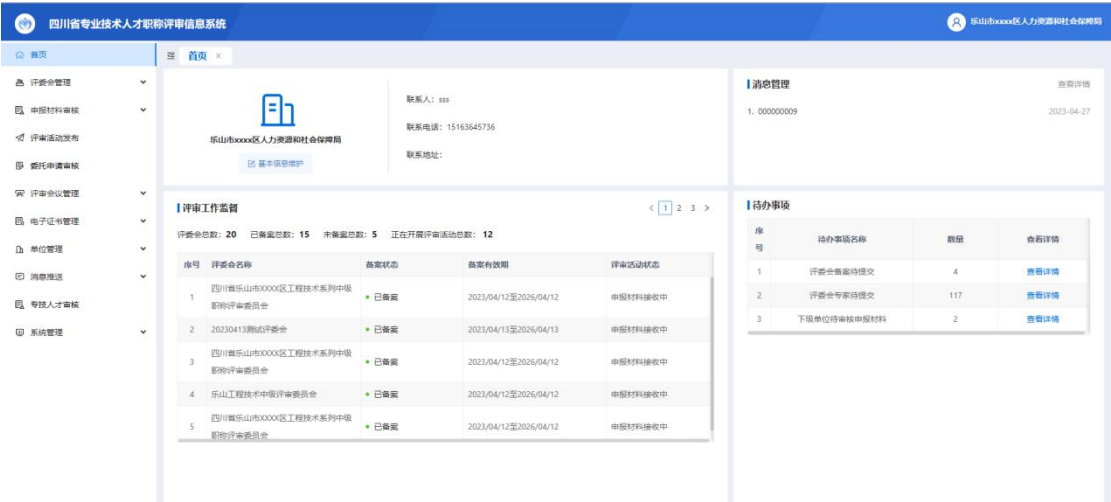 四川省专业技术人才职称评审信息系统
乐山市xxxx区人力资源和社会保障局
首页
评委会管理
申报材料审核
评审活动发布
委托申请审核
评审会议管理
电子证书管理
单位管理
消息推送
专技人才审核
系统管理
首页 ×
乐山市xxxx区人力资源和社会保障局
基本信息维护
联系人: sss
联系电话: 15163645736
联系地址:
消息管理 查看详情
1. 000000009 2023-04-27
评审工作监督 < 1 2 3 >
评委会总数: 20 已备案总数: 15 未备案总数: 5 正在开展评审活动总数: 12
序号 评委会名称 备案状态 备案有效期 评审活动状态
1 四川省乐山市XXXX区工程技术系列中级
职称评审委员会 已备案 2023/04/12至2026/04/12 申报材料接收中
2 20230413测试评委会 已备案 2023/04/13至2026/04/13 申报材料接收中
3 四川省乐山市XXXX区工程技术系列中级
职称评审委员会 已备案 2023/04/12至2026/04/12 申报材料接收中
4 乐山工程技术中级评审委员会 已备案 2023/04/12至2026/04/12 申报材料接收中
5 四川省乐山市XXXX区工程技术系列中级
职称评审委员会 已备案 2023/04/12至2026/04/12 申报材料接收中
待办事项
序
号 待办事项名称 数量 查看详情
1 评委会备案待提交 4 查看详情
2 评委会专家待提交 117 查看详情
3 下级单位待审核申报材料 2 查看详情